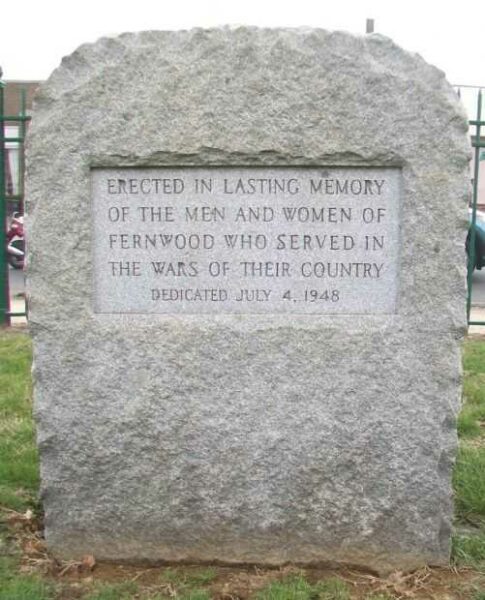 ERECTED IN LASTING MEMORY
OF THE MEN AND WOMEN OF
FERNWOOD WHO SERVED IN
THE WARS OF THEIR COUNTRY
DEDICATED JULY 4, 1948